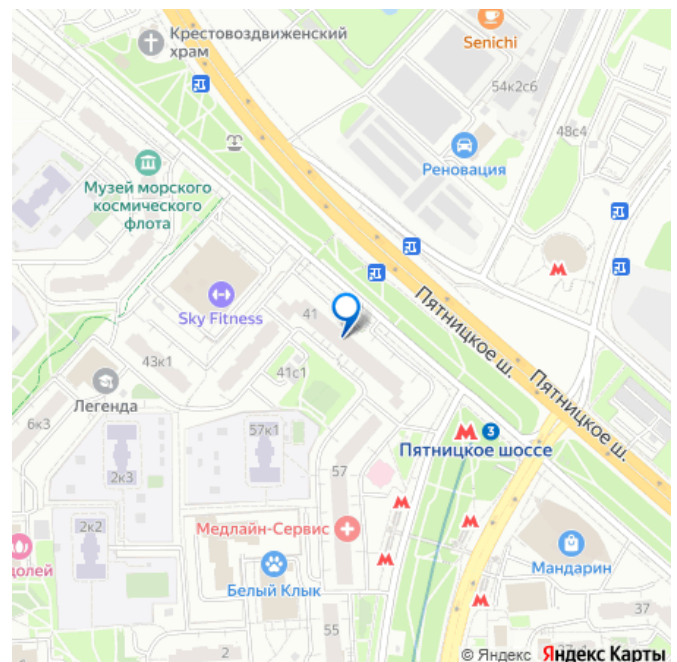 Крестовоздвиженский
храм
Senichi
54к2с6
48с4
Реновация
Музей морского
космического
флота
Sky Fitness
41
Пятницкое ш.
Пятницкое ш.
43к1
41с1
Легенда
6к3
57к1
3
Пятницкое шоссе
2к3
57
2к2
Медлайн-Сервис
долей
Белый Клык
Мандарин
37
55
2
© Яндекс Яндекс Карты